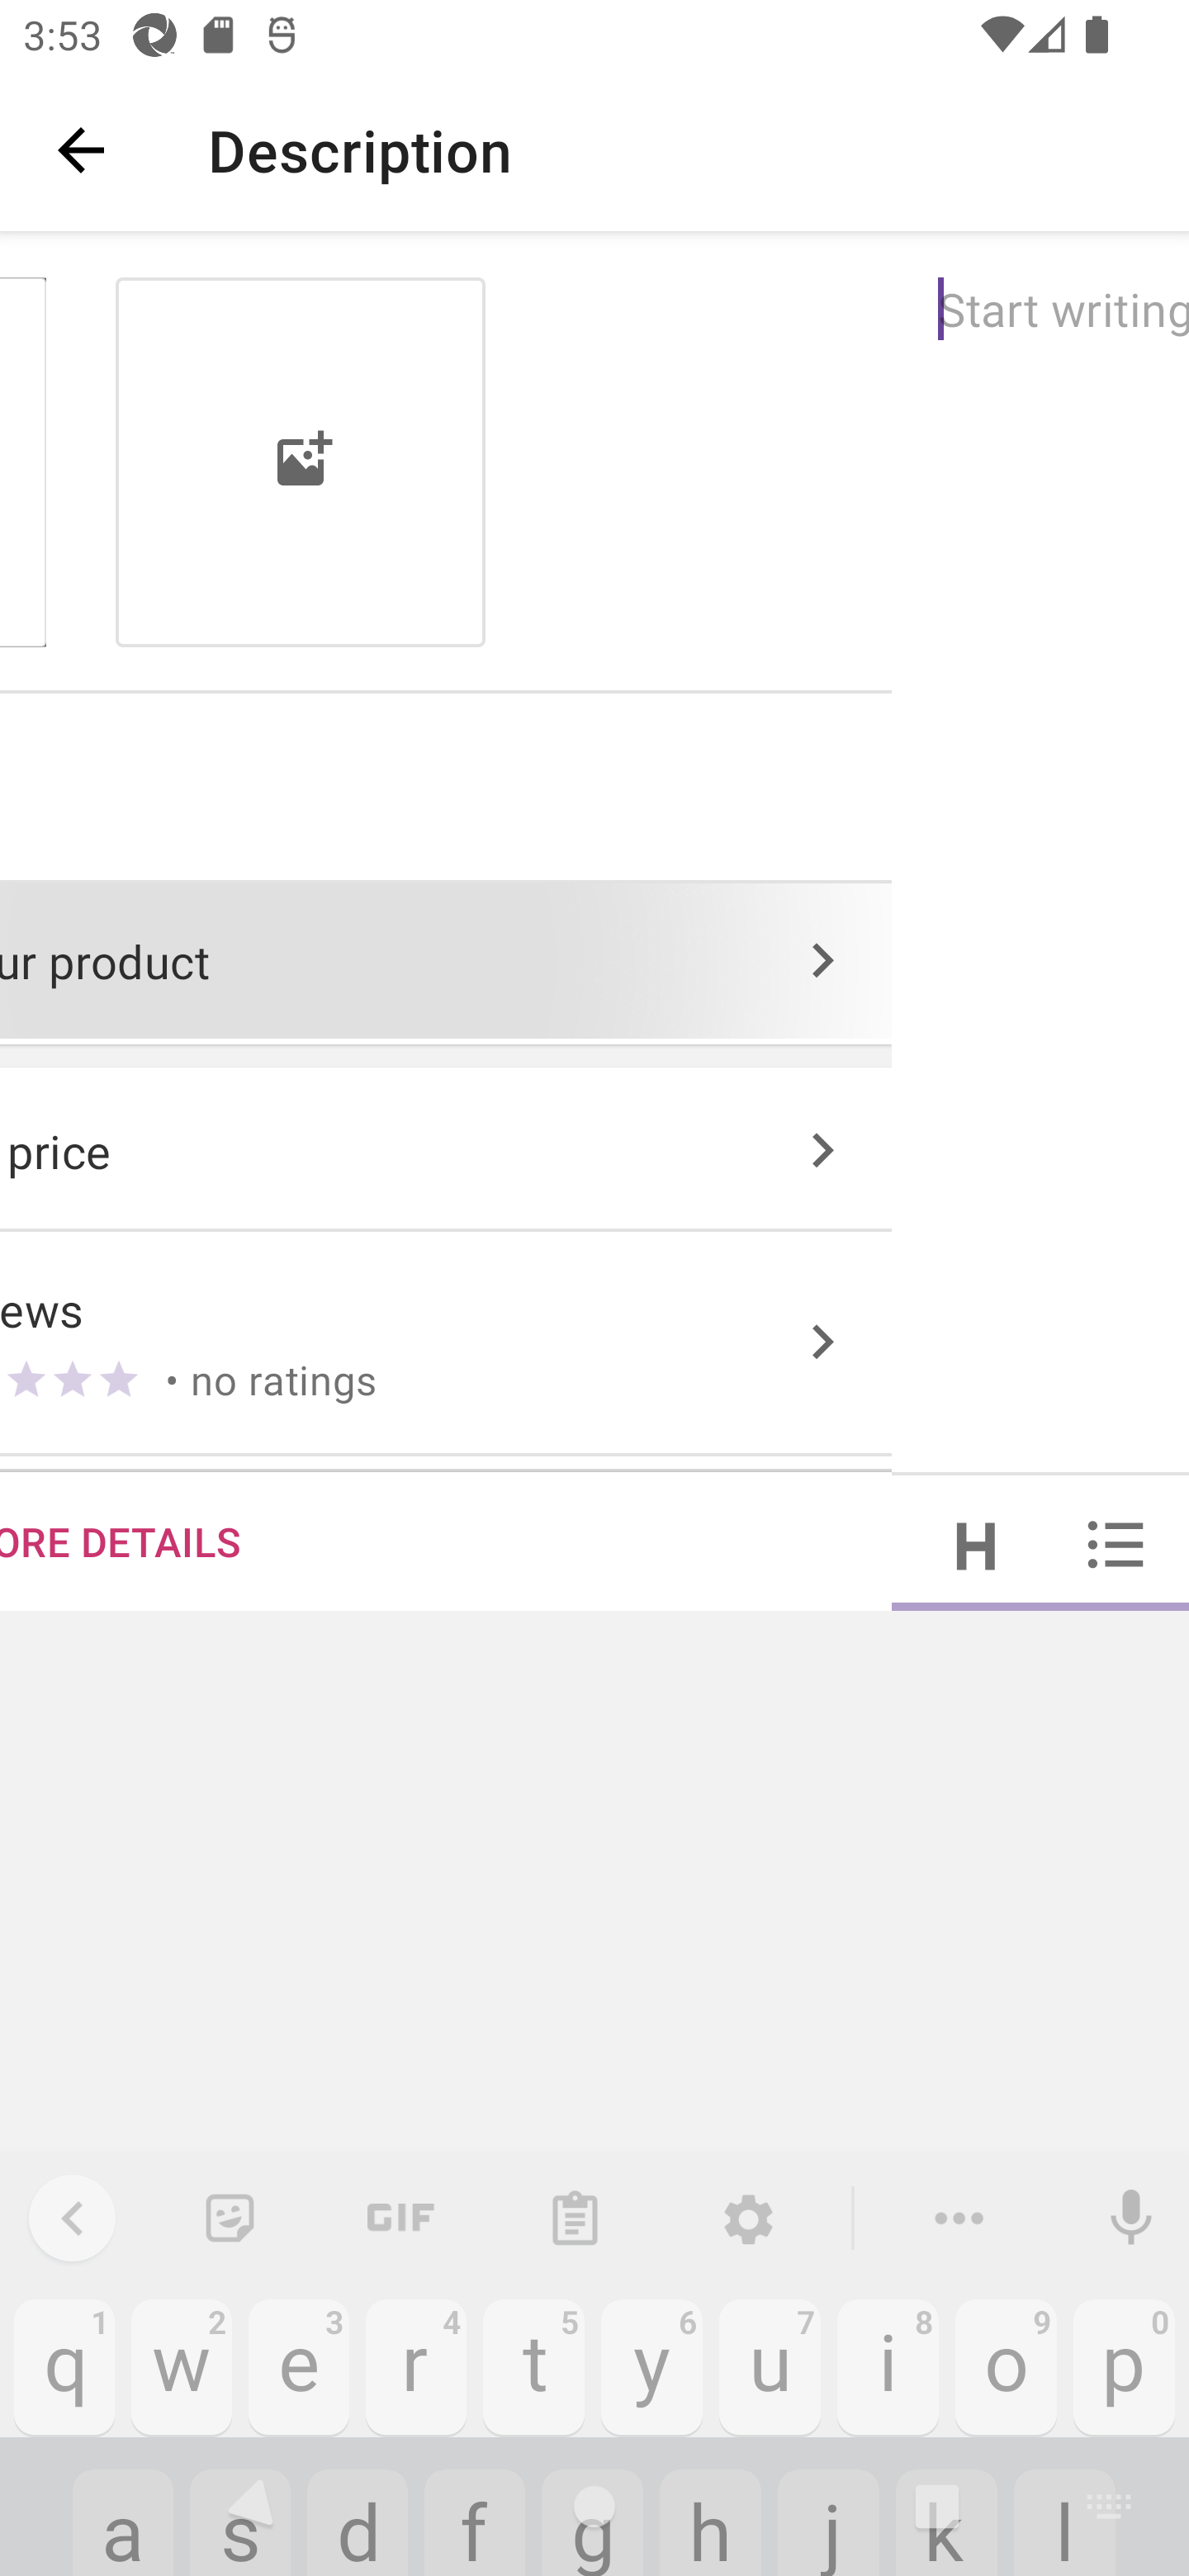 3:53
Description
Start writing
ur product
price
ews
• no ratings
ORE DETAILS
H
GIF
1 2 3 4 5 6 7 8 9 0
q w e r t y u i o p
a s d f g h j k l